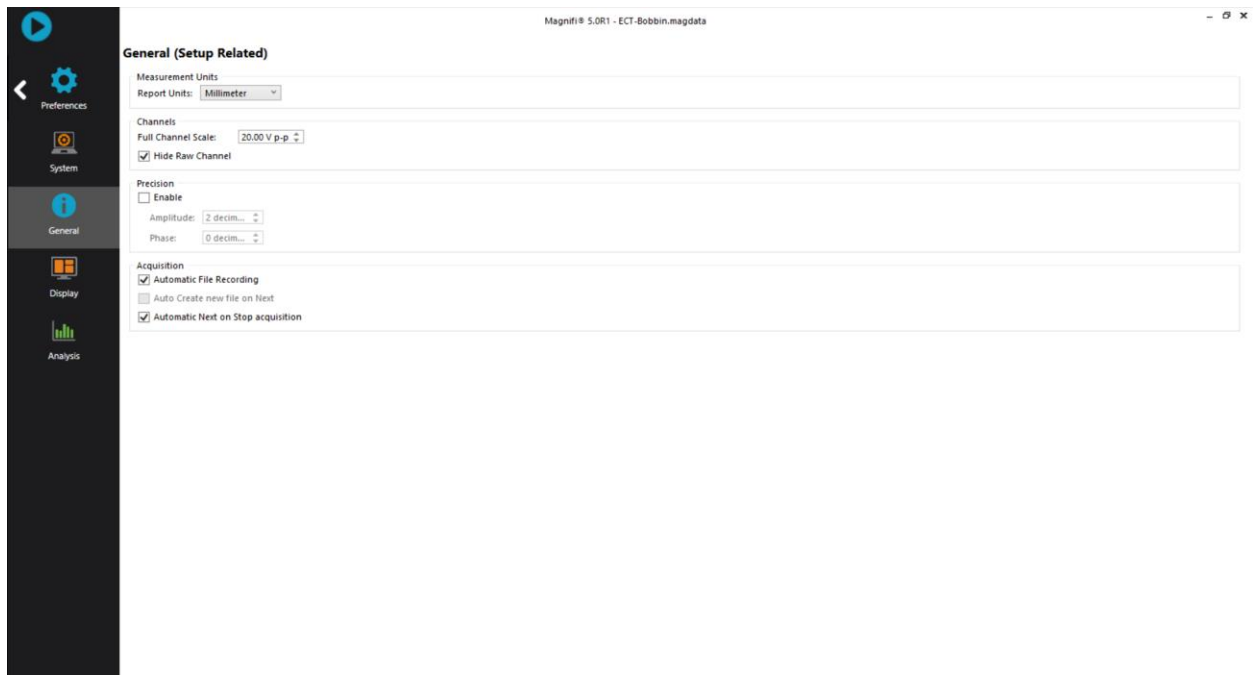 Magnifi® 5.0R1 - ECT-Bobbin.magdata
General (Setup Related)
Preferences
System
General
Display
Analysis
Measurement Units
Report Units: Millimeter
Channels
Full Channel Scale: 20.00 V p-p
Hide Raw Channel
Precision
Enable
Amplitude: 2 decim...
Phase: 0 decim...
Acquisition
Automatic File Recording
Auto Create new file on Next
Automatic Next on Stop acquisition